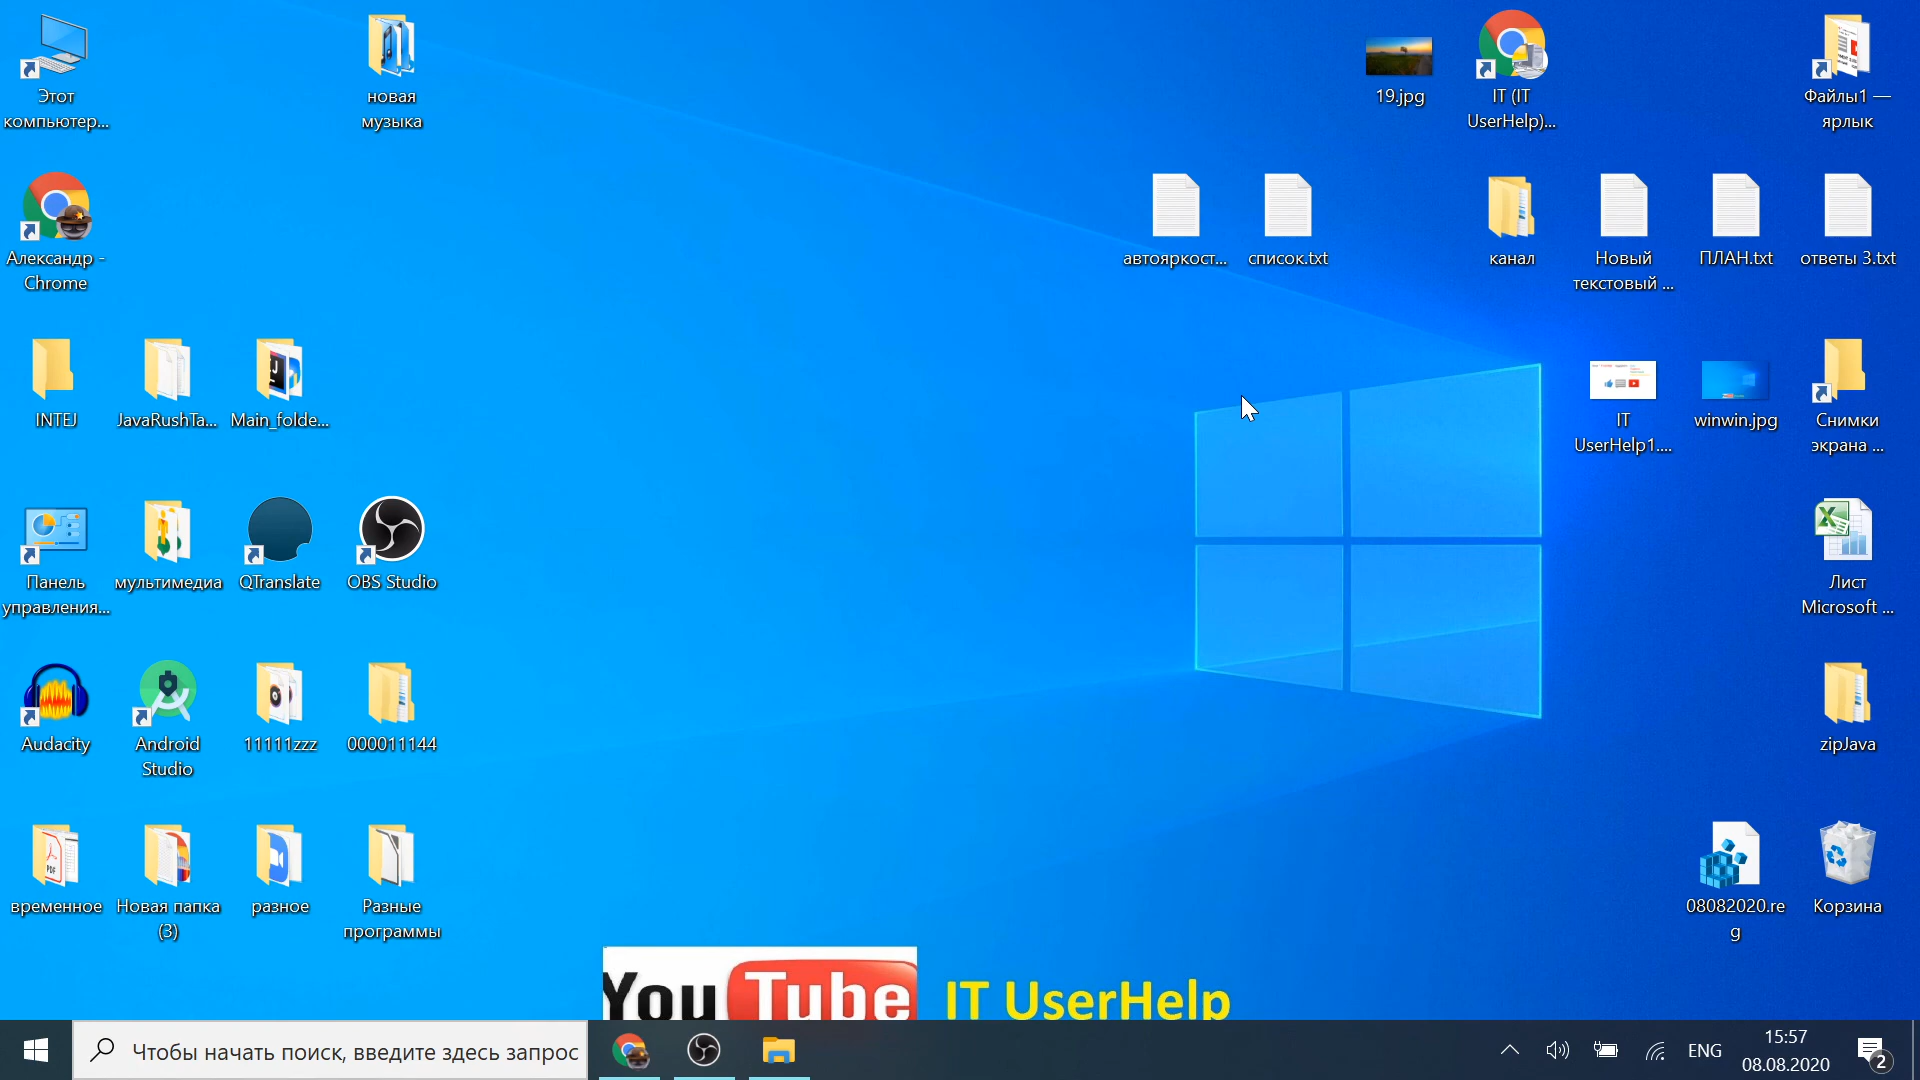 Этот
компьютер...
новая
музыка
19.jpg
IT (IT
UserHelp)...
Файлы1 —
ярлык
Александр -
Chrome
автояркост...
список.txt
канал
Новый
текстовый ...
ПЛАН.txt
ответы 3.txt
INTEJ
JavaRushTa...
Main_folde...
IT
UserHelp1....
winwin.jpg
Снимки
экрана ...
Панель
управления...
мультимедиа
QTranslate
OBS Studio
Лист
Microsoft ...
Audacity
Android
Studio
11111zzz
000011144
zipJava
PDF
временное
Новая папка
(3)
разное
Разные
программы
08082020.re
g
Корзина
YouTube
IT UserHelp
Чтобы начать поиск, введите здесь запрос
ENG
15:57
08.08.2020
2